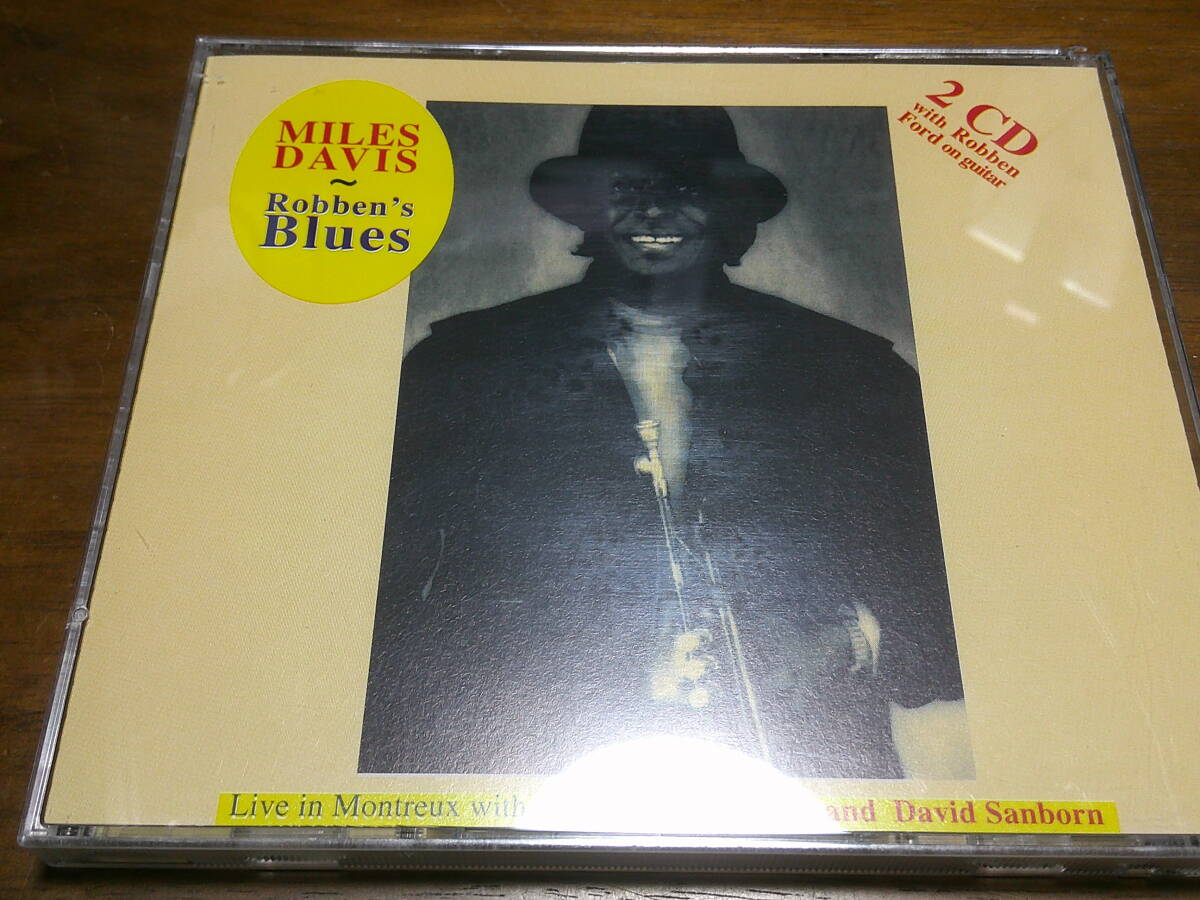 MILES
DAVIS
~
Robben's
Blues
2 CD
with Robben
Ford on guitar
Live in Montreux with and David Sanborn